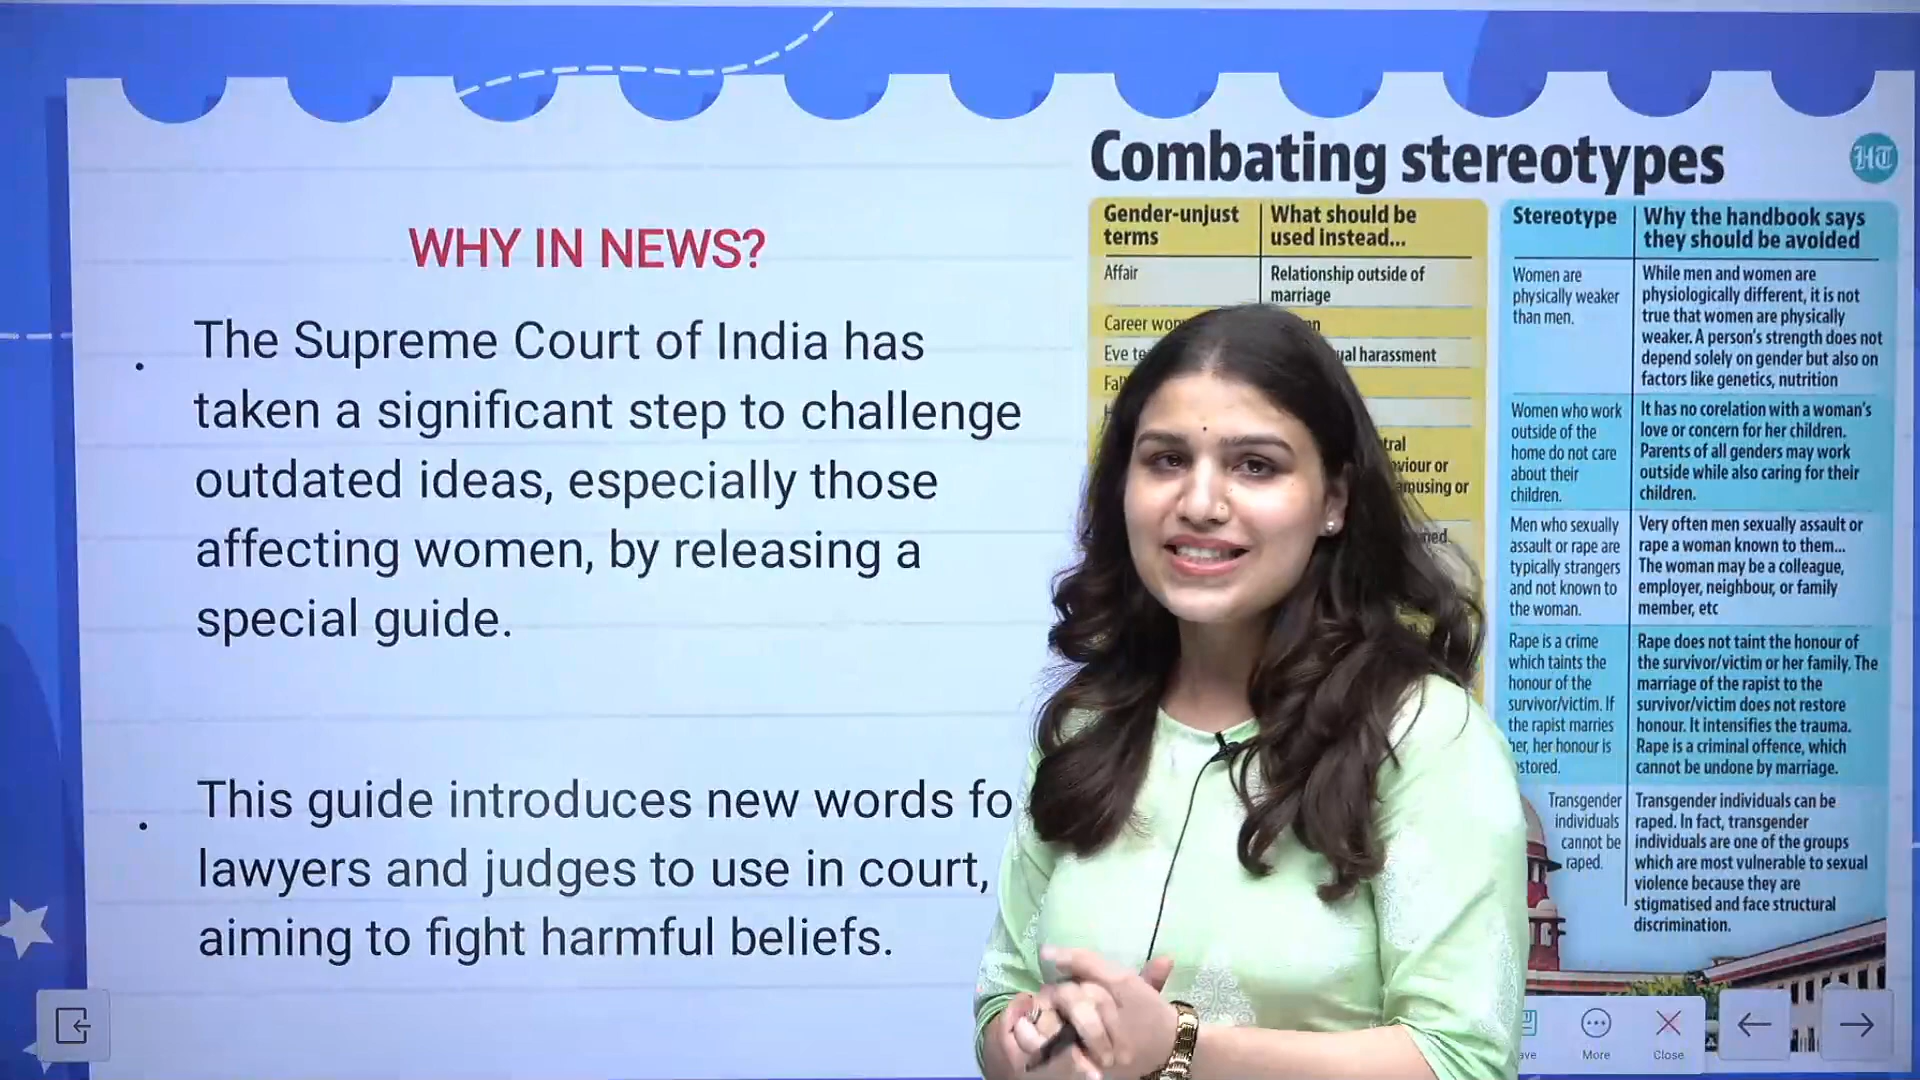 WHY IN NEWS?
The Supreme Court of India has
taken a significant step to challenge
outdated ideas, especially those
affecting women, by releasing a
special guide.
This guide introduces new words fo
lawyers and judges to use in court,
aiming to fight harmful beliefs.
Combating stereotypes
HT
Gender-unjust
terms
What should be
used instead...
Affair
Relationship outside of
marriage
Career
Eve
harassment
amusing or
Stereotype
Why the handbook says
they should be avoided
Women are
physically weaker
than men.
While men and women are
physiologically different, it is not
true that women are physically
weaker. A person's strength does not
depend solely on gender but also on
factors like genetics, nutrition
Women who work
outside of the
home do not care
about their
children.
It has no corelation with a woman's
love or concern for her children.
Parents of all genders may work
outside while also caring for their
children.
Men who sexually
assault or rape are
typically strangers
and not known to
the woman.
Very often men sexually assault or
rape a woman known to them...
The woman may be a colleague,
employer, neighbour, or family
member, etc
Rape is a crime
which taints the
honour of the
survivor/victim. If
the rapist marries
her, her honour is
stored.
Rape does not taint the honour of
the survivor/victim or her family. The
marriage of the rapist to the
survivor/victim does not restore
honour. It intensifies the trauma.
Rape is a criminal offence, which
cannot be undone by marriage.
Transgender
individuals
cannot be
raped.
Transgender individuals can be
raped. In fact, transgender
individuals are one of the groups
which are most vulnerable to sexual
violence because they are
stigmatised and face structural
discrimination.
ave
More
Close